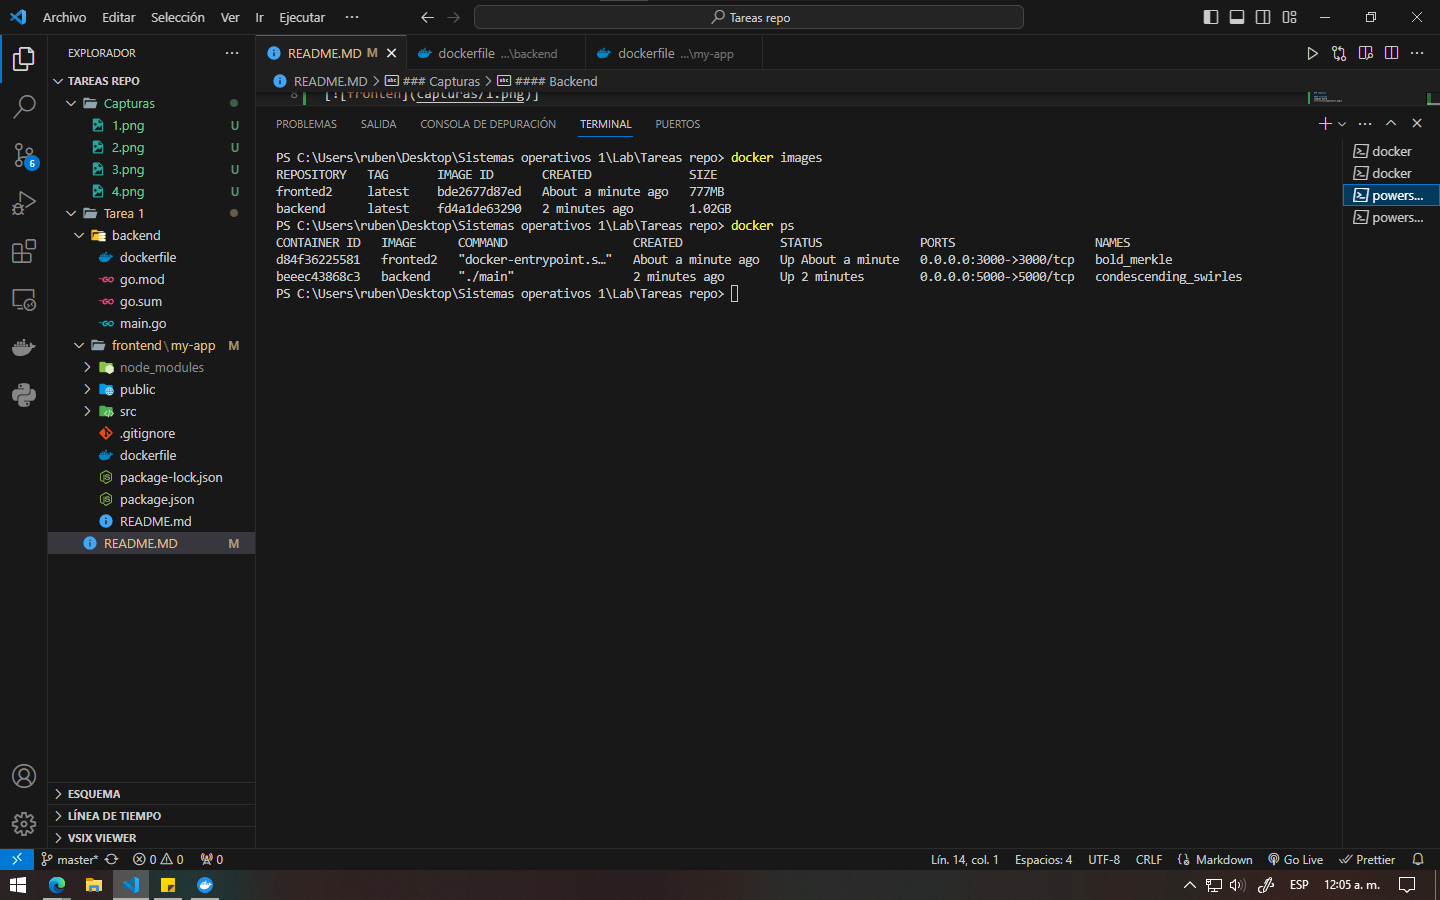 Archivo Editar Selección Ver Ir Ejecutar ··· Tareas repo
EXPLORADOR ···
TAREAS REPO
Capturas
1.png U
2.png U
3.png U
4.png U
Tarea 1
backend
dockerfile
go.mod
go.sum
main.go
frontend\my-app M
node_modules
public
src
.gitignore
dockerfile
package-lock.json
package.json
README.md
README.MD M
ESQUEMA
LÍNEA DE TIEMPO
VSIX VIEWER
README.MD M dockerfile ...\backend dockerfile ...\my-app
README.MD > ### Capturas > #### Backend
8 [![fronten](capturas/1.png)]
PROBLEMAS SALIDA CONSOLA DE DEPURACIÓN TERMINAL PUERTOS
PS C:\Users\ruben\Desktop\Sistemas operativos 1\Lab\Tareas repo> docker images
REPOSITORY TAG IMAGE ID CREATED SIZE
fronted2 latest bde2677d87ed About a minute ago 777MB
backend latest fd4a1de63290 2 minutes ago 1.02GB
PS C:\Users\ruben\Desktop\Sistemas operativos 1\Lab\Tareas repo> docker ps
CONTAINER ID IMAGE COMMAND CREATED STATUS PORTS NAMES
d84f36225581 fronted2 "docker-entrypoint.s…" About a minute ago Up About a minute 0.0.0.0:3000->3000/tcp bold_merkle
beeec43868c3 backend "./main" 2 minutes ago Up 2 minutes 0.0.0.0:5000->5000/tcp condescending_swirles
PS C:\Users\ruben\Desktop\Sistemas operativos 1\Lab\Tareas repo>
docker
docker
powers...
powers...
6
master* 0 0 0 Lín. 14, col. 1 Espacios: 4 UTF-8 CRLF Markdown Go Live Prettier
ESP 12:05 a. m.